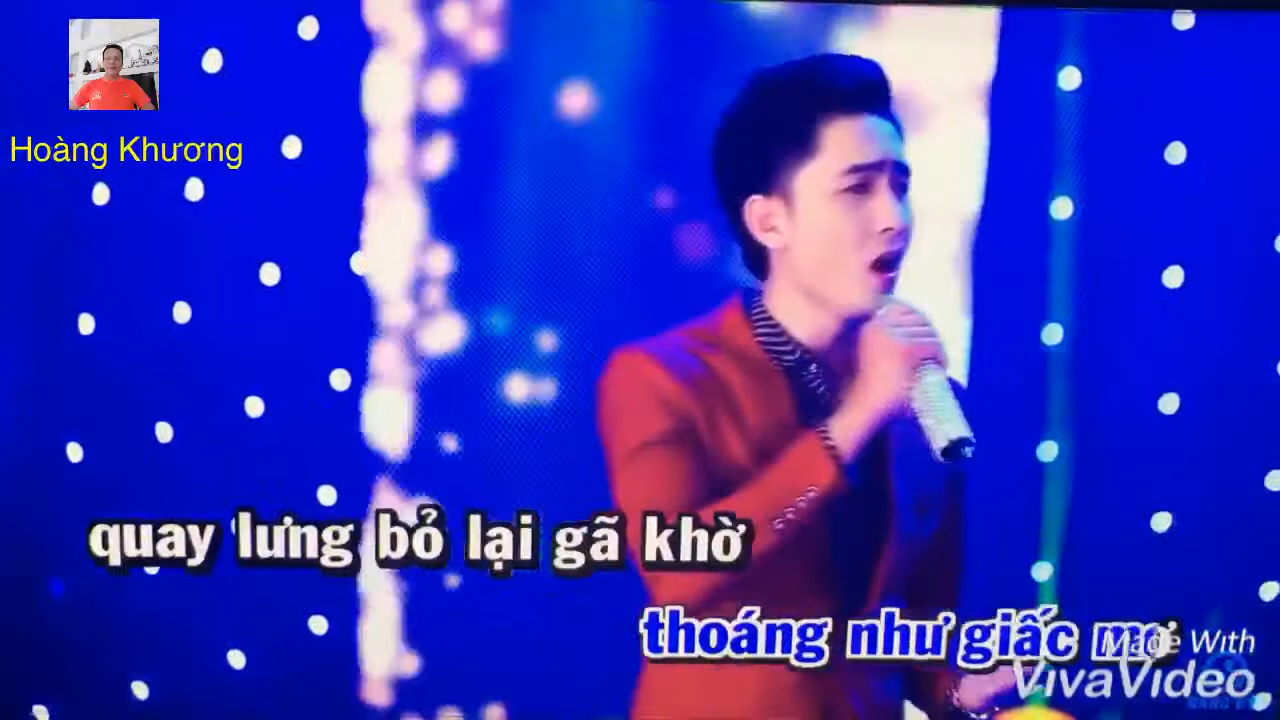 Hoàng Khương
quay lưng bỏ lại gã khờ
thoáng như giấc mơ
Made With
VivaVideo